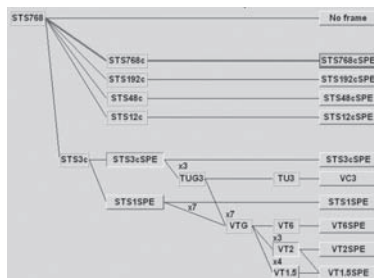 STS768 No frame
STS768c STS768cSPE
STS192c STS192cSPE
STS48c STS48cSPE
STS12c STS12cSPE
STS3c STS3cSPE STS3cSPE
x3
TUG3 TU3 VC3
STS1SPE x7 STS1SPE
x7
VTG VT6 VT6SPE
x3
VT2 VT2SPE
x4
VT1.5 VT1.5SPE